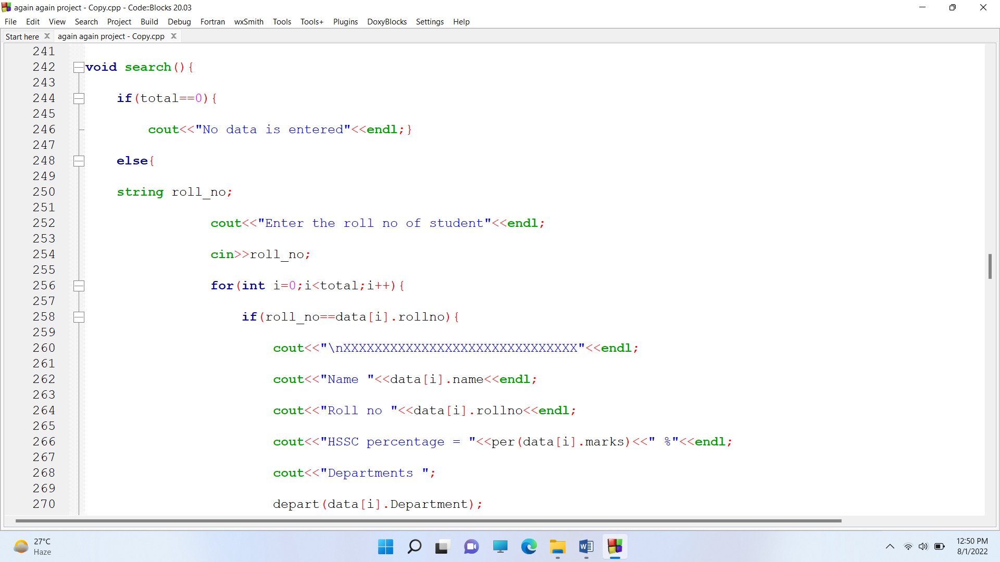 again again project - Copy.cpp - Code::Blocks 20.03
File Edit View Search Project Build Debug Fortran wxSmith Tools Tools+ Plugins DoxyBlocks Settings Help
Start here X again again project - Copy.cpp X
241
242 void search(){
243
244 if(total==0){
245
246 cout<<"No data is entered"<<endl;}
247
248 else{
249
250 string roll_no;
251
252 cout<<"Enter the roll no of student"<<endl;
253
254 cin>>roll_no;
255
256 for(int i=0;i<total;i++){
257
258 if(roll_no==data[i].rollno){
259
260 cout<<"\nXXXXXXXXXXXXXXXXXXXXXXXXXXXXXX"<<endl;
261
262 cout<<"Name "<<data[i].name<<endl;
263
264 cout<<"Roll no "<<data[i].rollno<<endl;
265
266 cout<<"HSSC percentage = "<<per(data[i].marks)<<" %"<<endl;
267
268 cout<<"Departments ";
269
270 depart(data[i].Department);
27°C
Haze
12:50 PM
8/1/2022